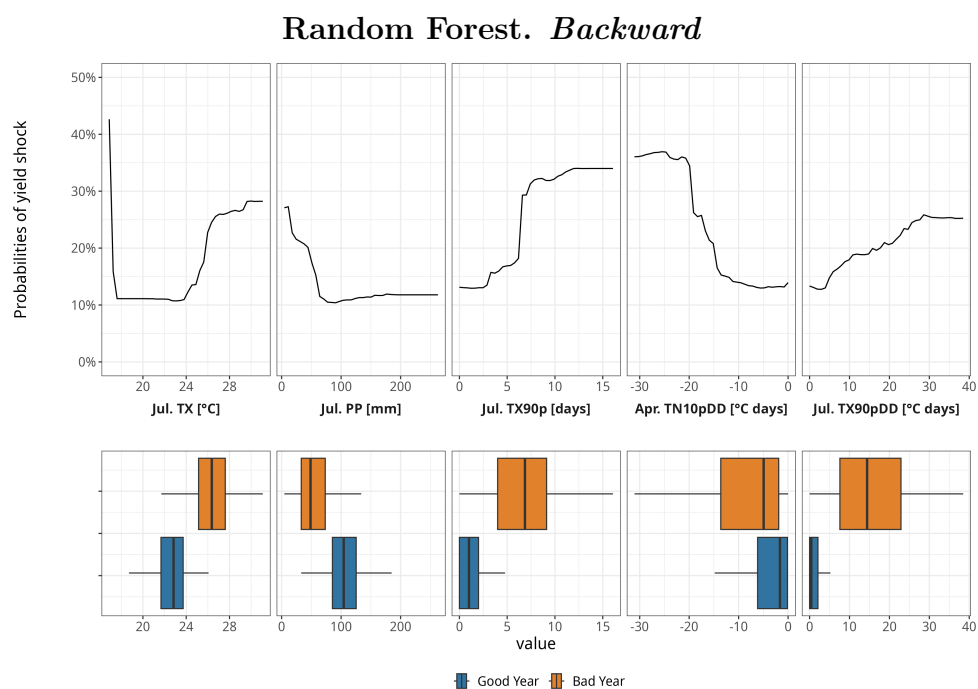 Random Forest. Backward
Probabilities of yield shock
50%
40%
30%
20%
10%
0%
20 24 28
0 100 200
0 5 10 15
-30 -20 -10 0
0 10 20 30 40
Jul. TX [°C]
Jul. PP [mm]
Jul. TX90p [days]
Apr. TN10pDD [°C days]
Jul. TX90pDD [°C days]
20 24 28
0 100 200
0 5 10 15
-30 -20 -10 0
0 10 20 30 40
value
Good Year Bad Year